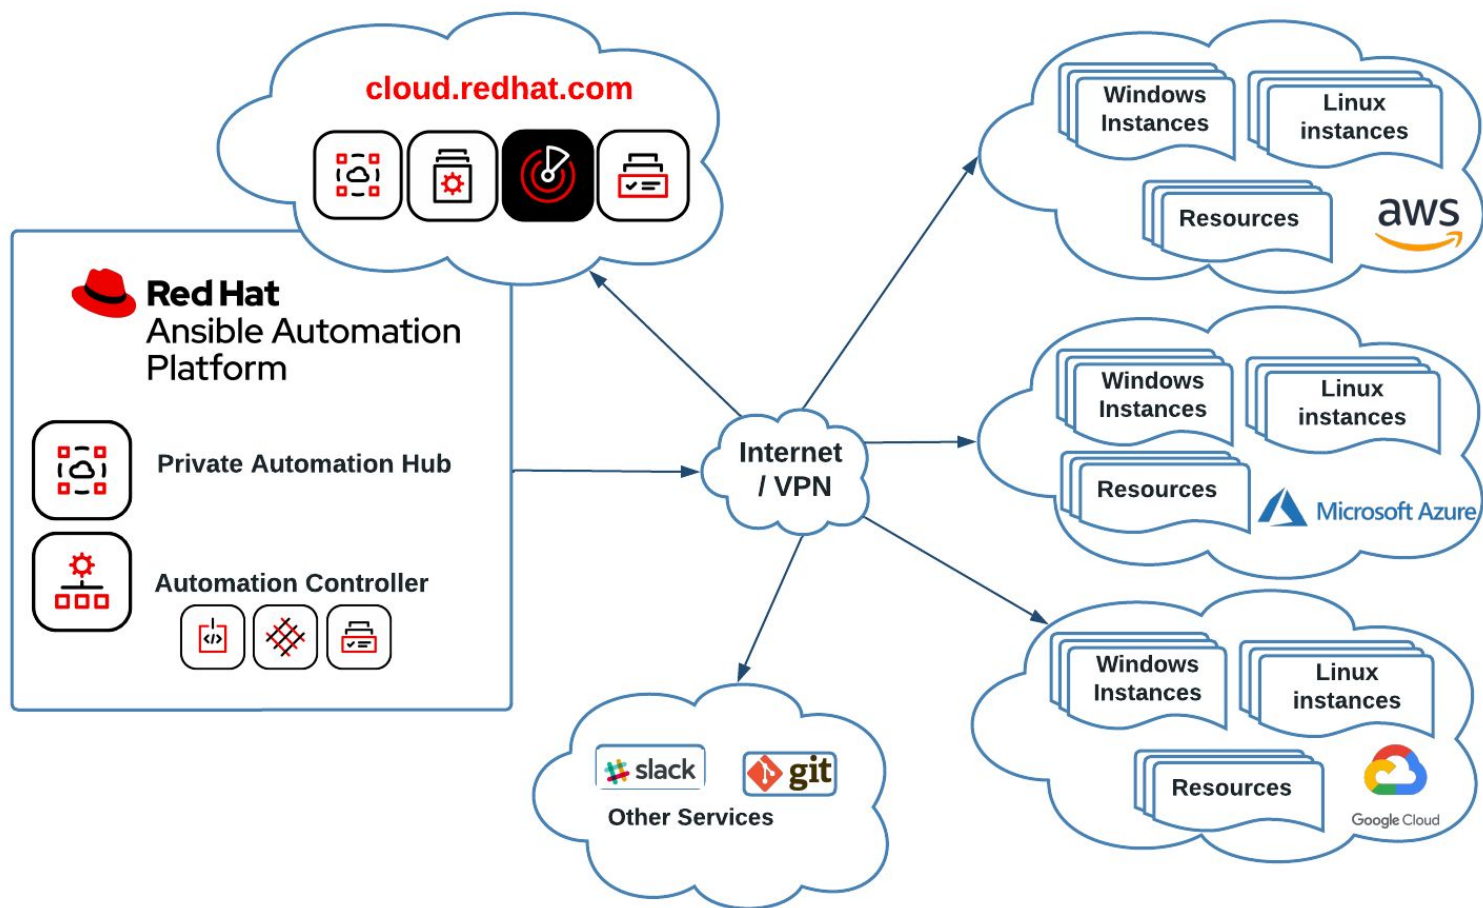 cloud.redhat.com
Red Hat
Ansible Automation
Platform
Private Automation Hub
Automation Controller
</>
Internet
/ VPN
Windows
Instances
Linux
instances
Resources
aws
Windows
Instances
Linux
instances
Resources
Microsoft Azure
Windows
Instances
Linux
instances
Resources
Google Cloud
slack
git
Other Services